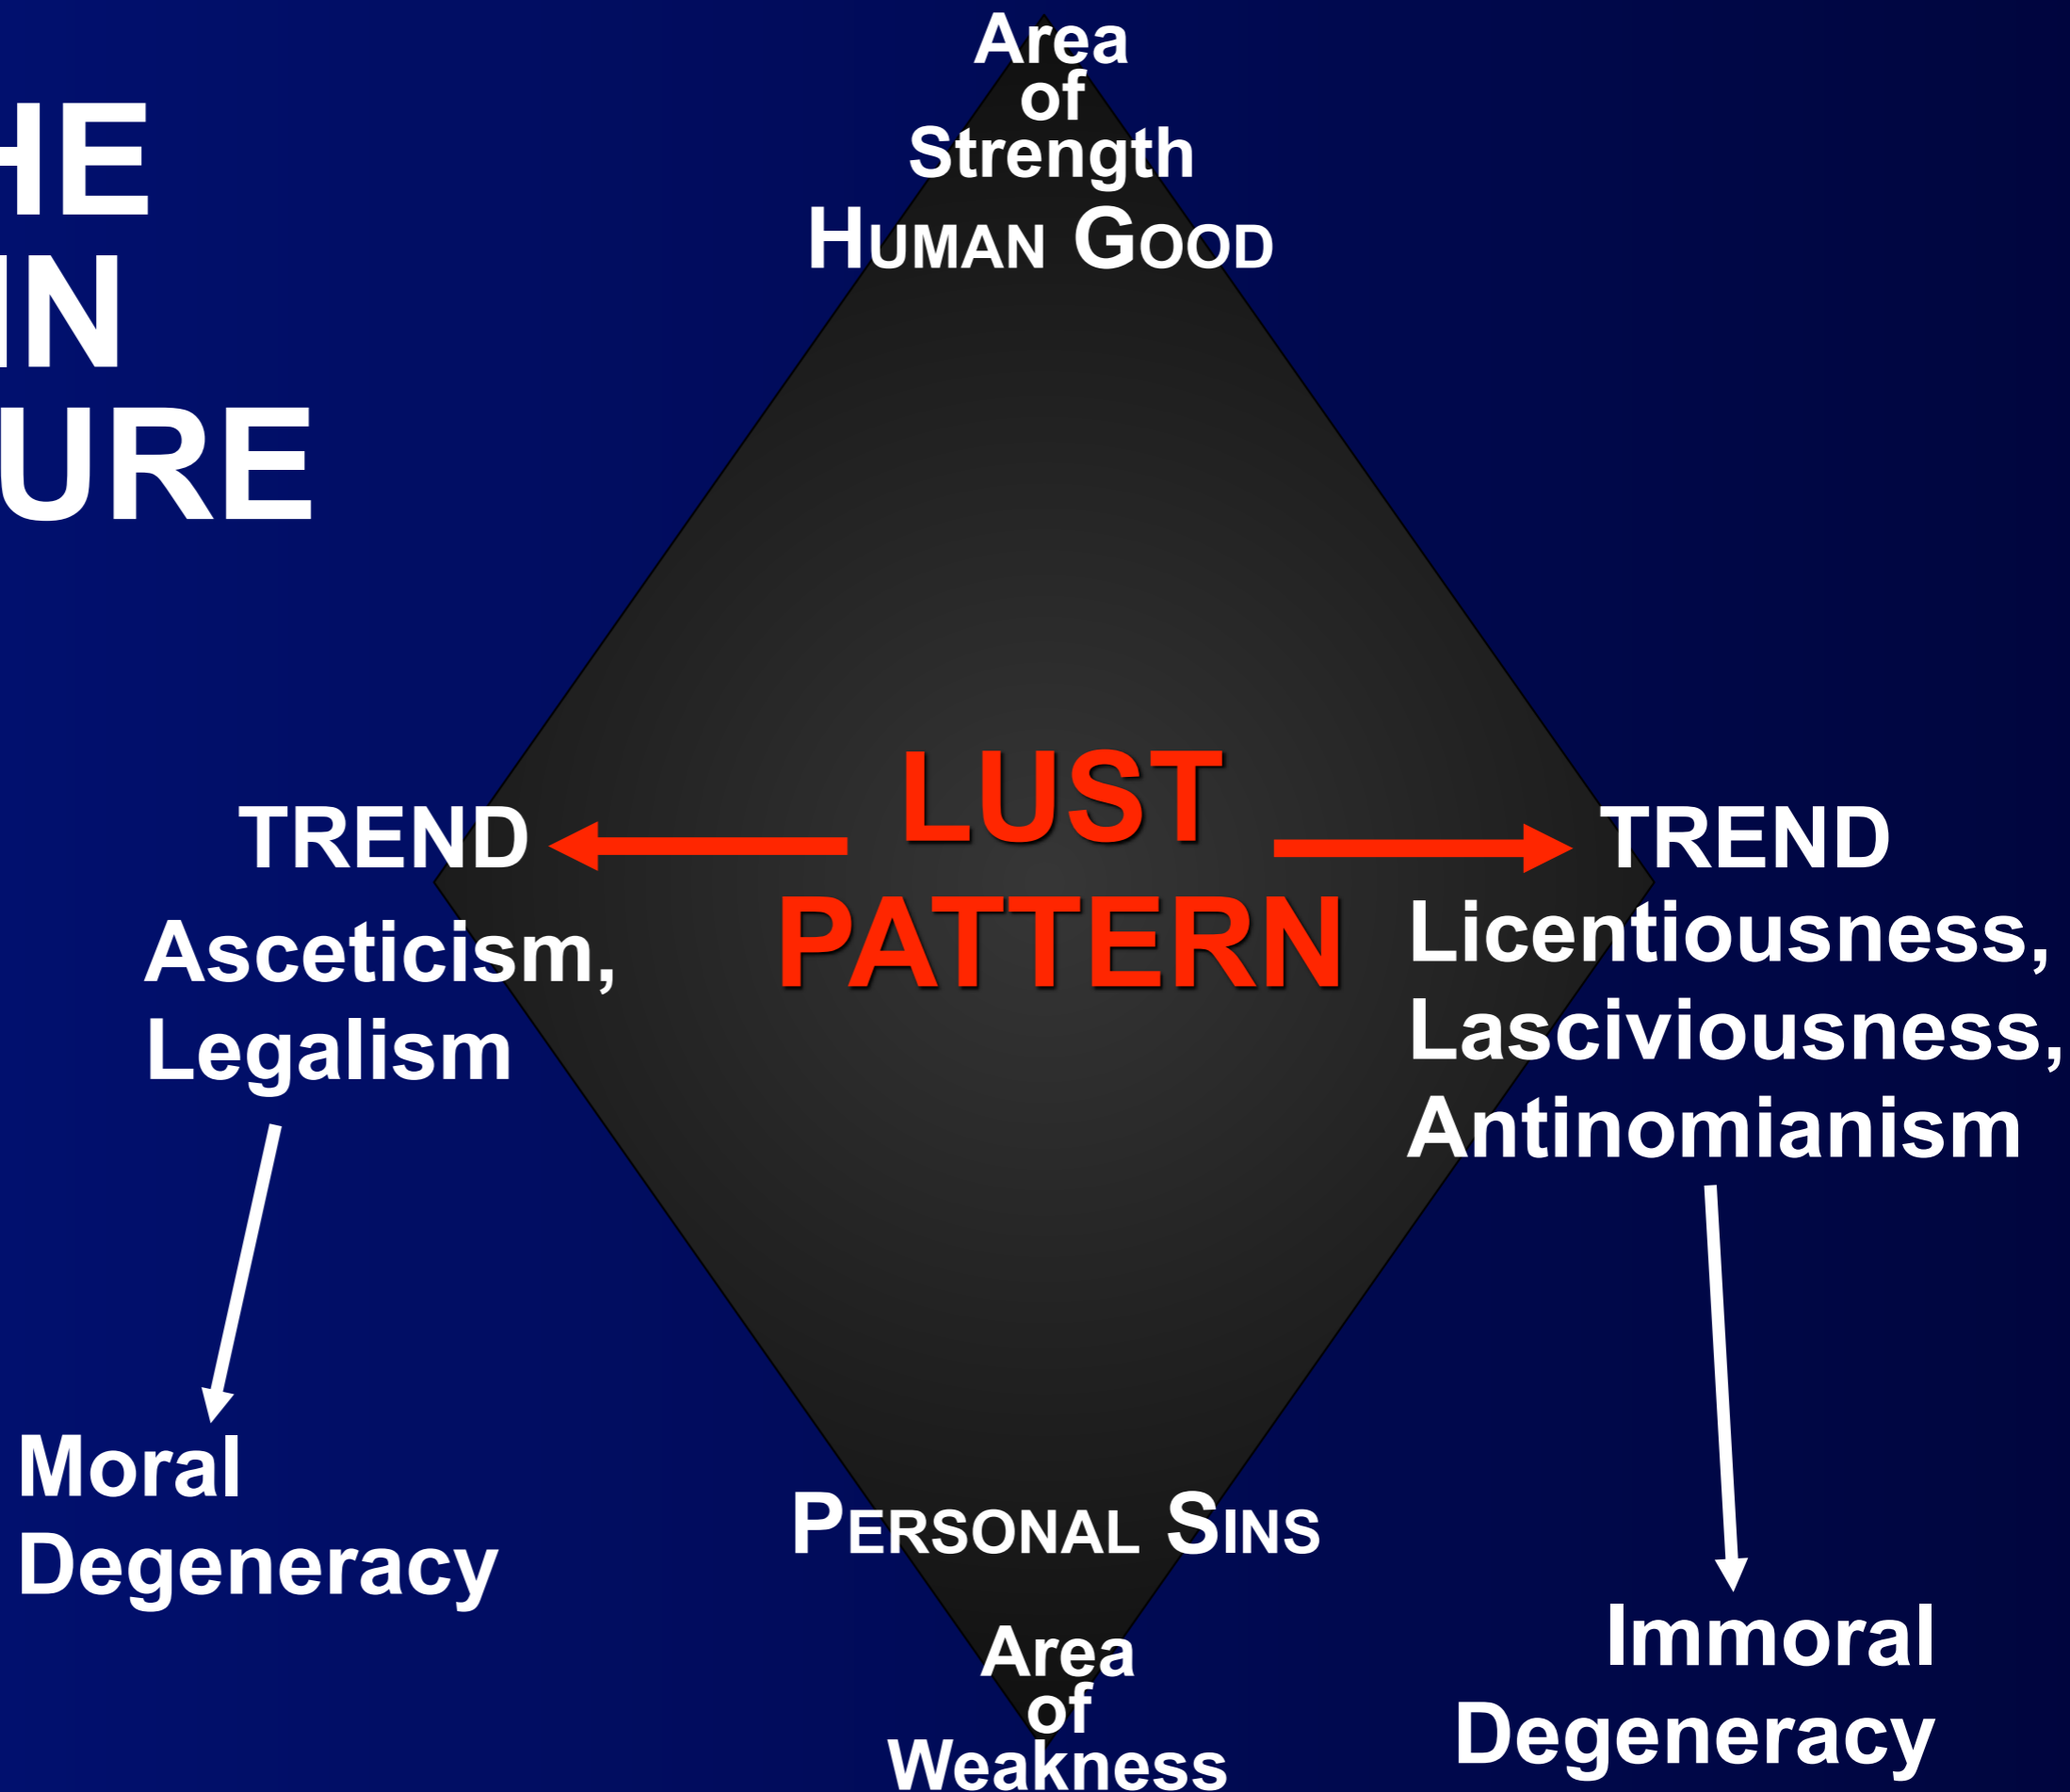 HE
IN
URE
Area
of
Strength
HUMAN GOOD
LUST
PATTERN
TREND
Asceticism,
Legalism
TREND
Licentiousness,
Lasciviousness,
Antinomianism
Moral
Degeneracy
PERSONAL SINS
Area
of
Weakness
Immoral
Degeneracy